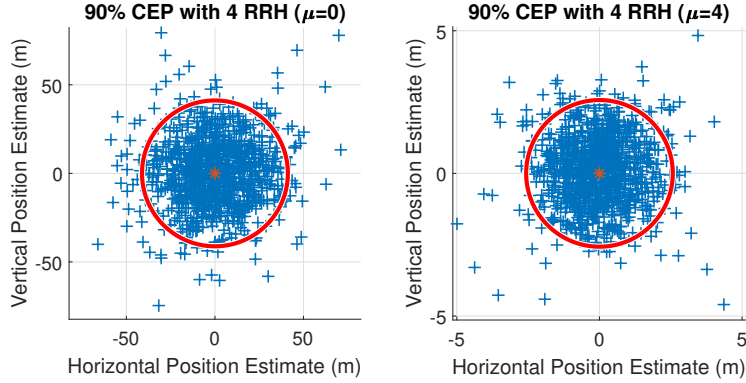 90% CEP with 4 RRH (μ=0)
Vertical Position Estimate (m)
50
0
-50
-50
0
50
Horizontal Position Estimate (m)
90% CEP with 4 RRH (μ=4)
Vertical Position Estimate (m)
5
0
-5
-5
0
5
Horizontal Position Estimate (m)